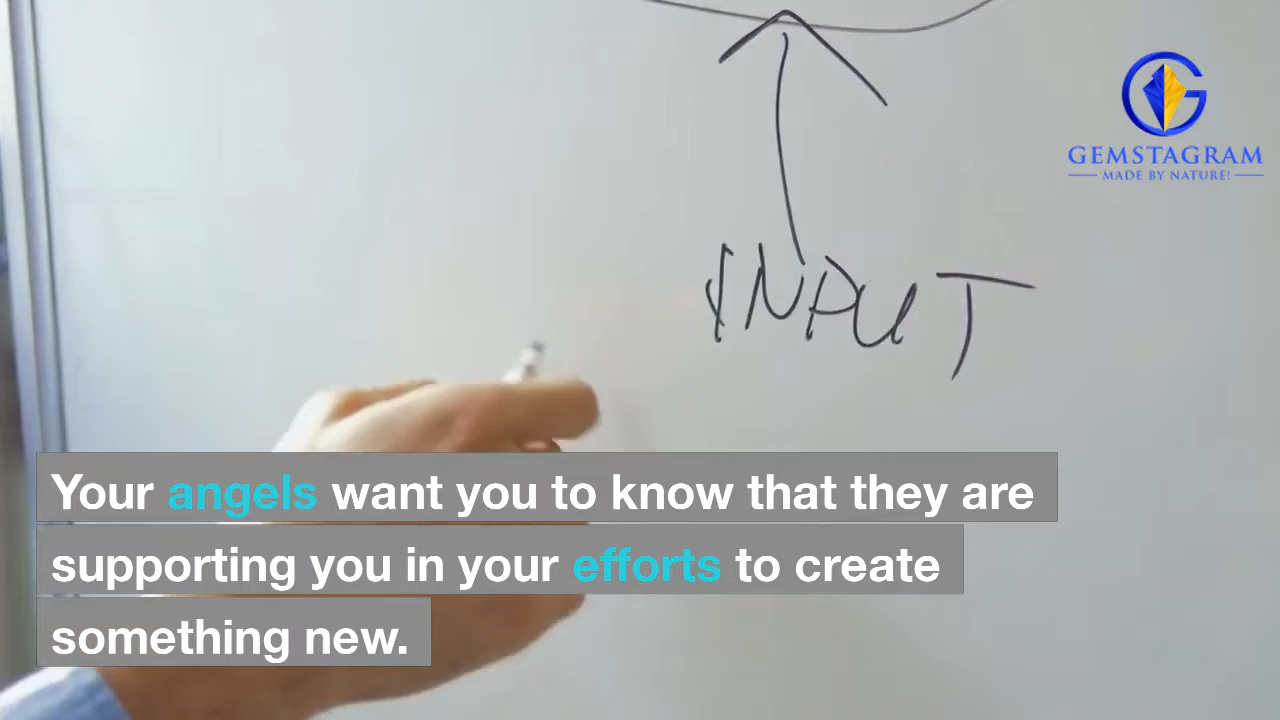 GEMSTAGRAM
MADE BY NATURE!
INPUT
Your angels want you to know that they are
supporting you in your efforts to create
something new.